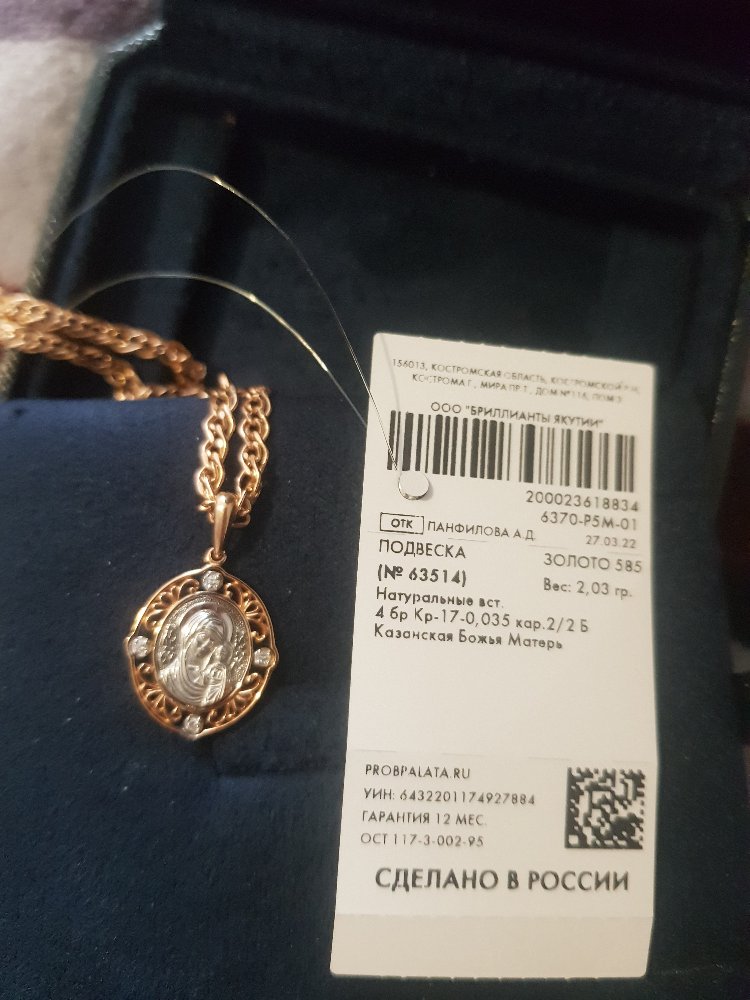 156013, КОСТРОМСКАЯ ОБЛАСТЬ, КОСТРОМСКОЙ Р-Н,
КОСТРОМА Г., МИРА ПР-Т, ДОМ №116, ПОМ 3
ООО "БРИЛЛИАНТЫ ЯКУТИИ"
200023618834
6370-Р5М-01
ОТК ПАНФИЛОВА А.Д. 27.03.22
ПОДВЕСКА ЗОЛОТО 585
(№ 63514) Вес: 2,03 гр.
Натуральные вст.
4 бр Кр-17-0,035 кар.2/2 Б
Казанская Божья Матерь
PROBPALATA.RU
УИН: 6432201174927884
ГАРАНТИЯ 12 МЕС.
ОСТ 117-3-002-95
СДЕЛАНО В РОССИИ